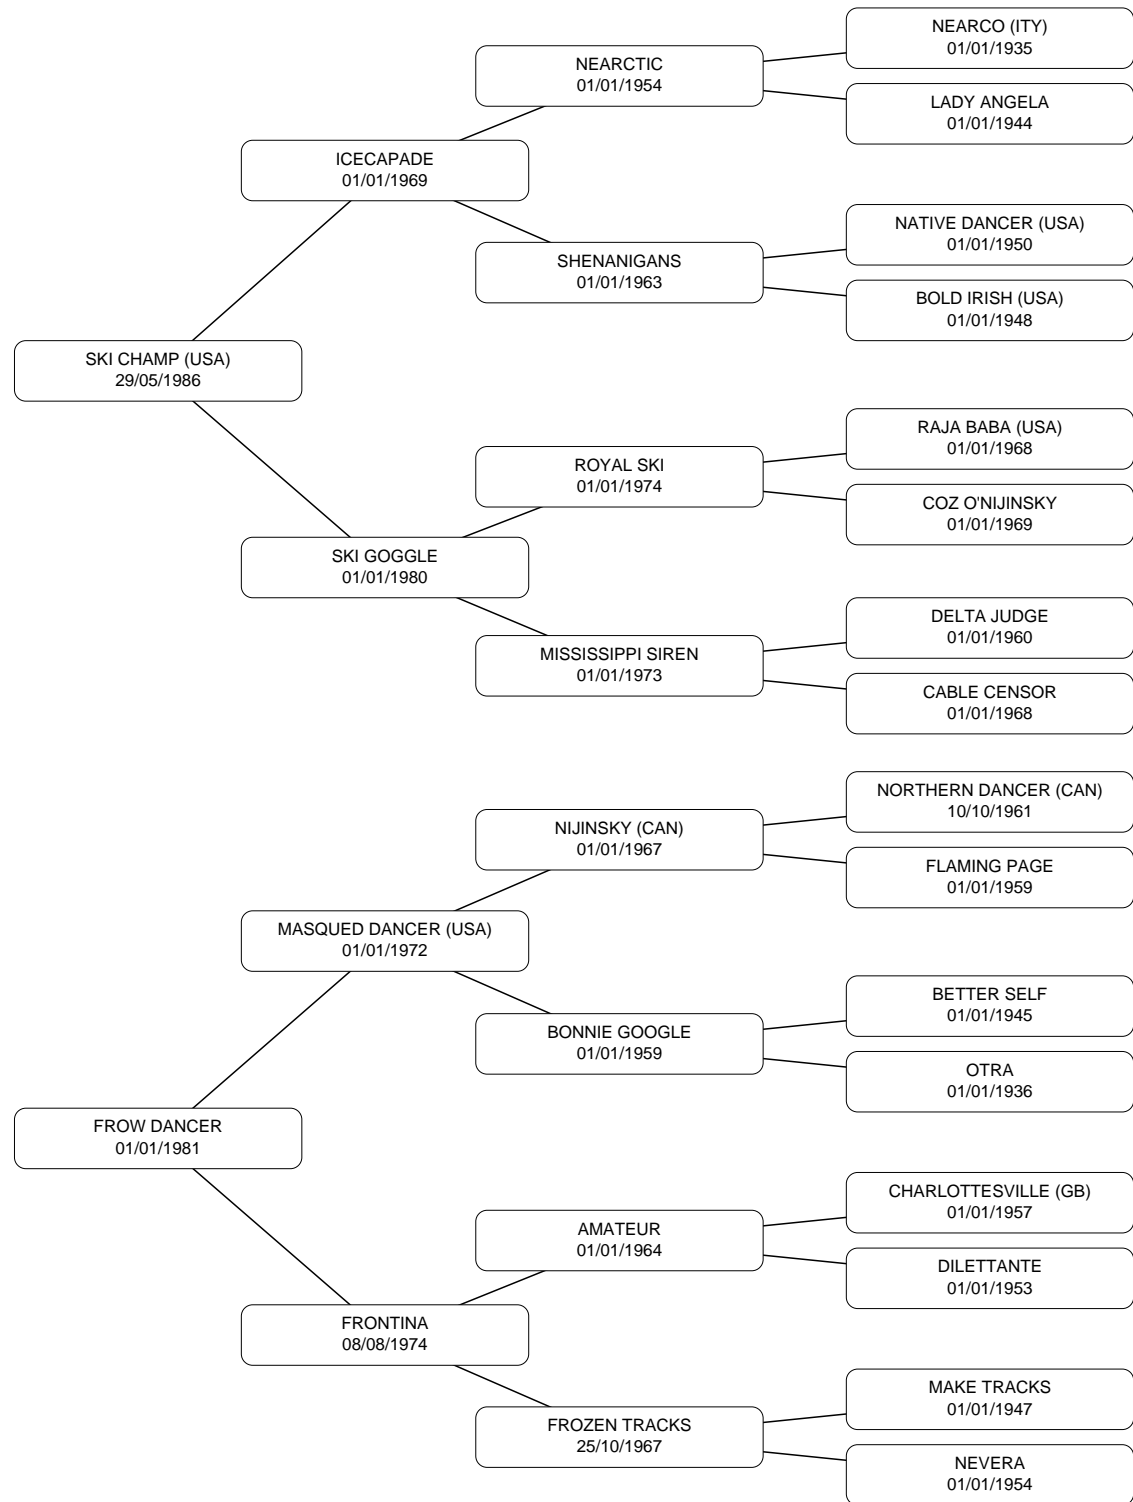 NEARCO (ITY)
01/01/1935
NEARCTIC
01/01/1954
LADY ANGELA
01/01/1944
ICECAPADE
01/01/1969
NATIVE DANCER (USA)
01/01/1950
SHENANIGANS
01/01/1963
BOLD IRISH (USA)
01/01/1948
SKI CHAMP (USA)
29/05/1986
RAJA BABA (USA)
01/01/1968
ROYAL SKI
01/01/1974
COZ O'NIJINSKY
01/01/1969
SKI GOGGLE
01/01/1980
DELTA JUDGE
01/01/1960
MISSISSIPPI SIREN
01/01/1973
CABLE CENSOR
01/01/1968
NORTHERN DANCER (CAN)
10/10/1961
NIJINSKY (CAN)
01/01/1967
FLAMING PAGE
01/01/1959
MASQUED DANCER (USA)
01/01/1972
BETTER SELF
01/01/1945
BONNIE GOOGLE
01/01/1959
OTRA
01/01/1936
FROW DANCER
01/01/1981
CHARLOTTESVILLE (GB)
01/01/1957
AMATEUR
01/01/1964
DILETTANTE
01/01/1953
FRONTINA
08/08/1974
MAKE TRACKS
01/01/1947
FROZEN TRACKS
25/10/1967
NEVERA
01/01/1954